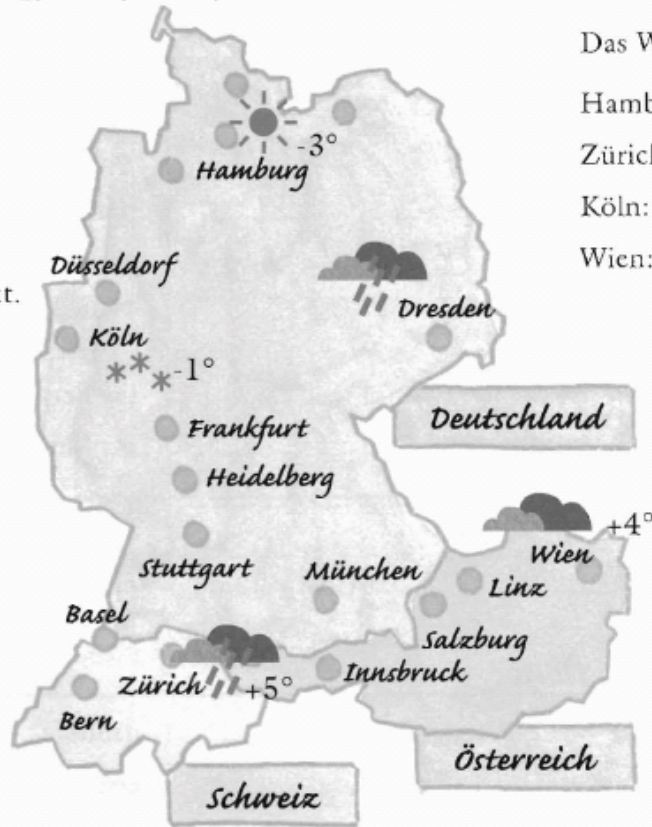 Das W
Hamb
-3°
Hamburg
Zürich
Köln:
Wien:
Düsseldorf
kt.
Dresden
Köln
-1°
Deutschland
Frankfurt
Heidelberg
+4°
Wien
Stuttgart
München
Linz
Basel
Salzburg
Zürich
+5°
Innsbruck
Bern
Österreich
Schweiz